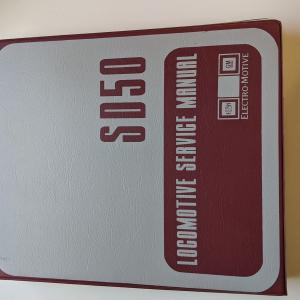 SD50
LOCOMOTIVE SERVICE MANUAL
GM
ELECTRO-MOTIVE